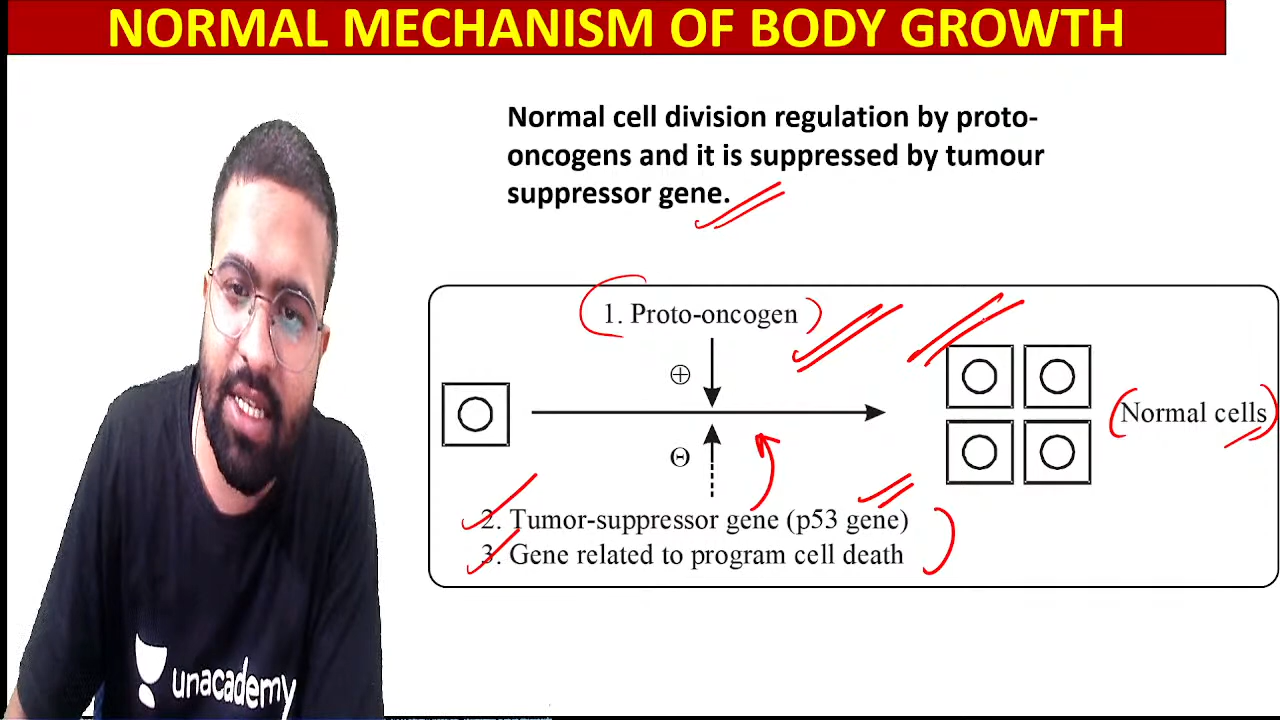 NORMAL MECHANISM OF BODY GROWTH
Normal cell division regulation by proto-
oncogens and it is suppressed by tumour
suppressor gene.
1. Proto-oncogen
⊕
Normal cells
Θ
2. Tumor-suppressor gene (p53 gene)
3. Gene related to program cell death
unacademy